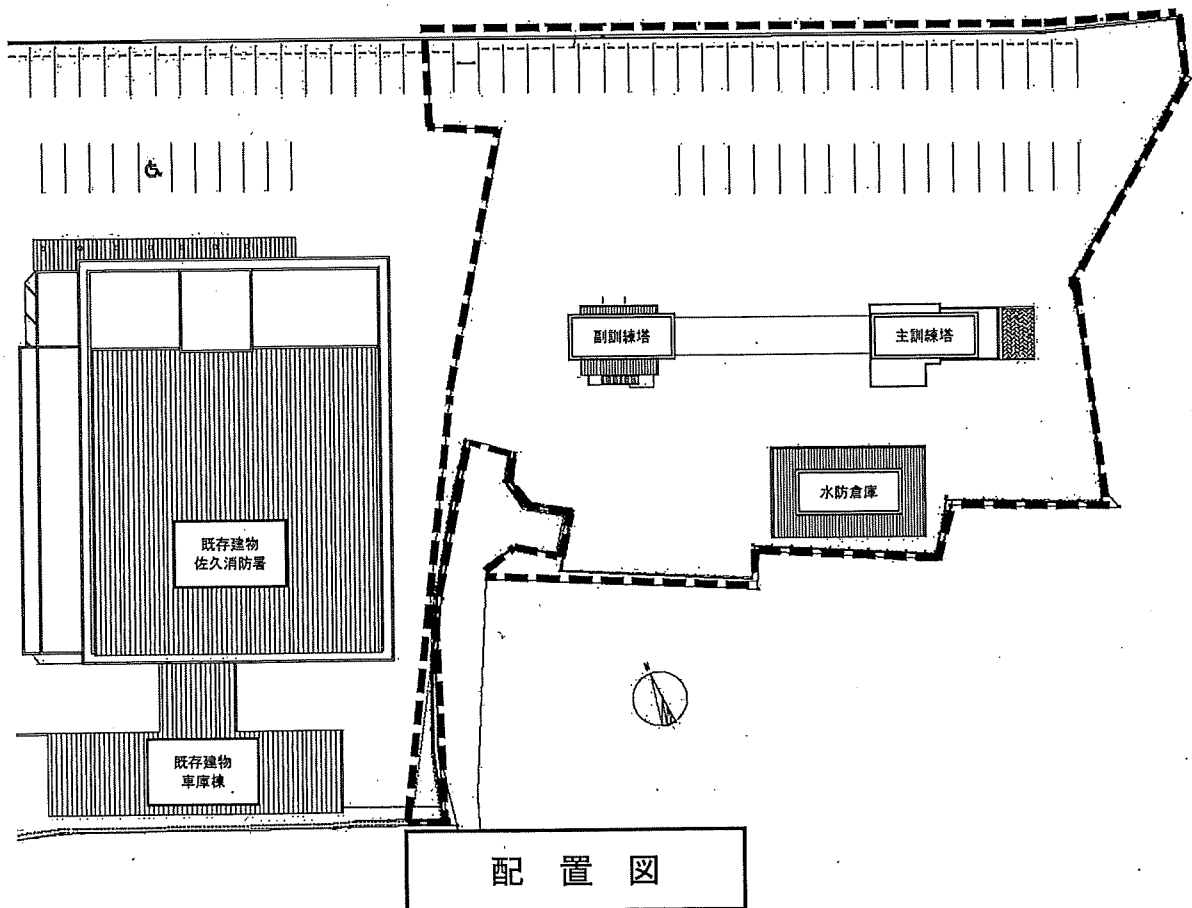 副訓練塔
主訓練塔
水防倉庫
既存建物
佐久消防署
既存建物
車庫棟
配置図